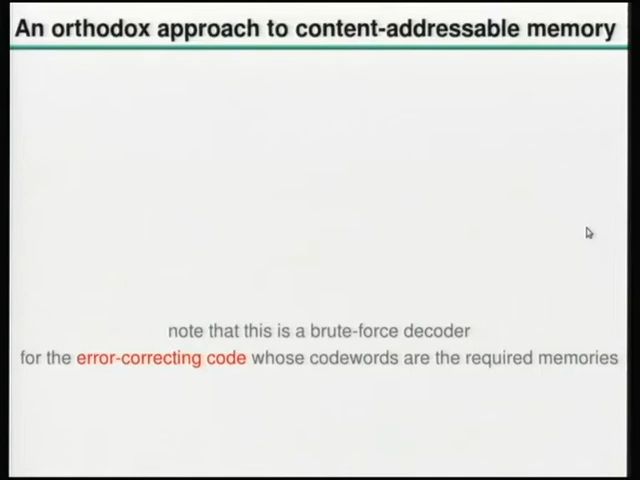 An orthodox approach to content-addressable memory
note that this is a brute-force decoder
for the error-correcting code whose codewords are the required memories